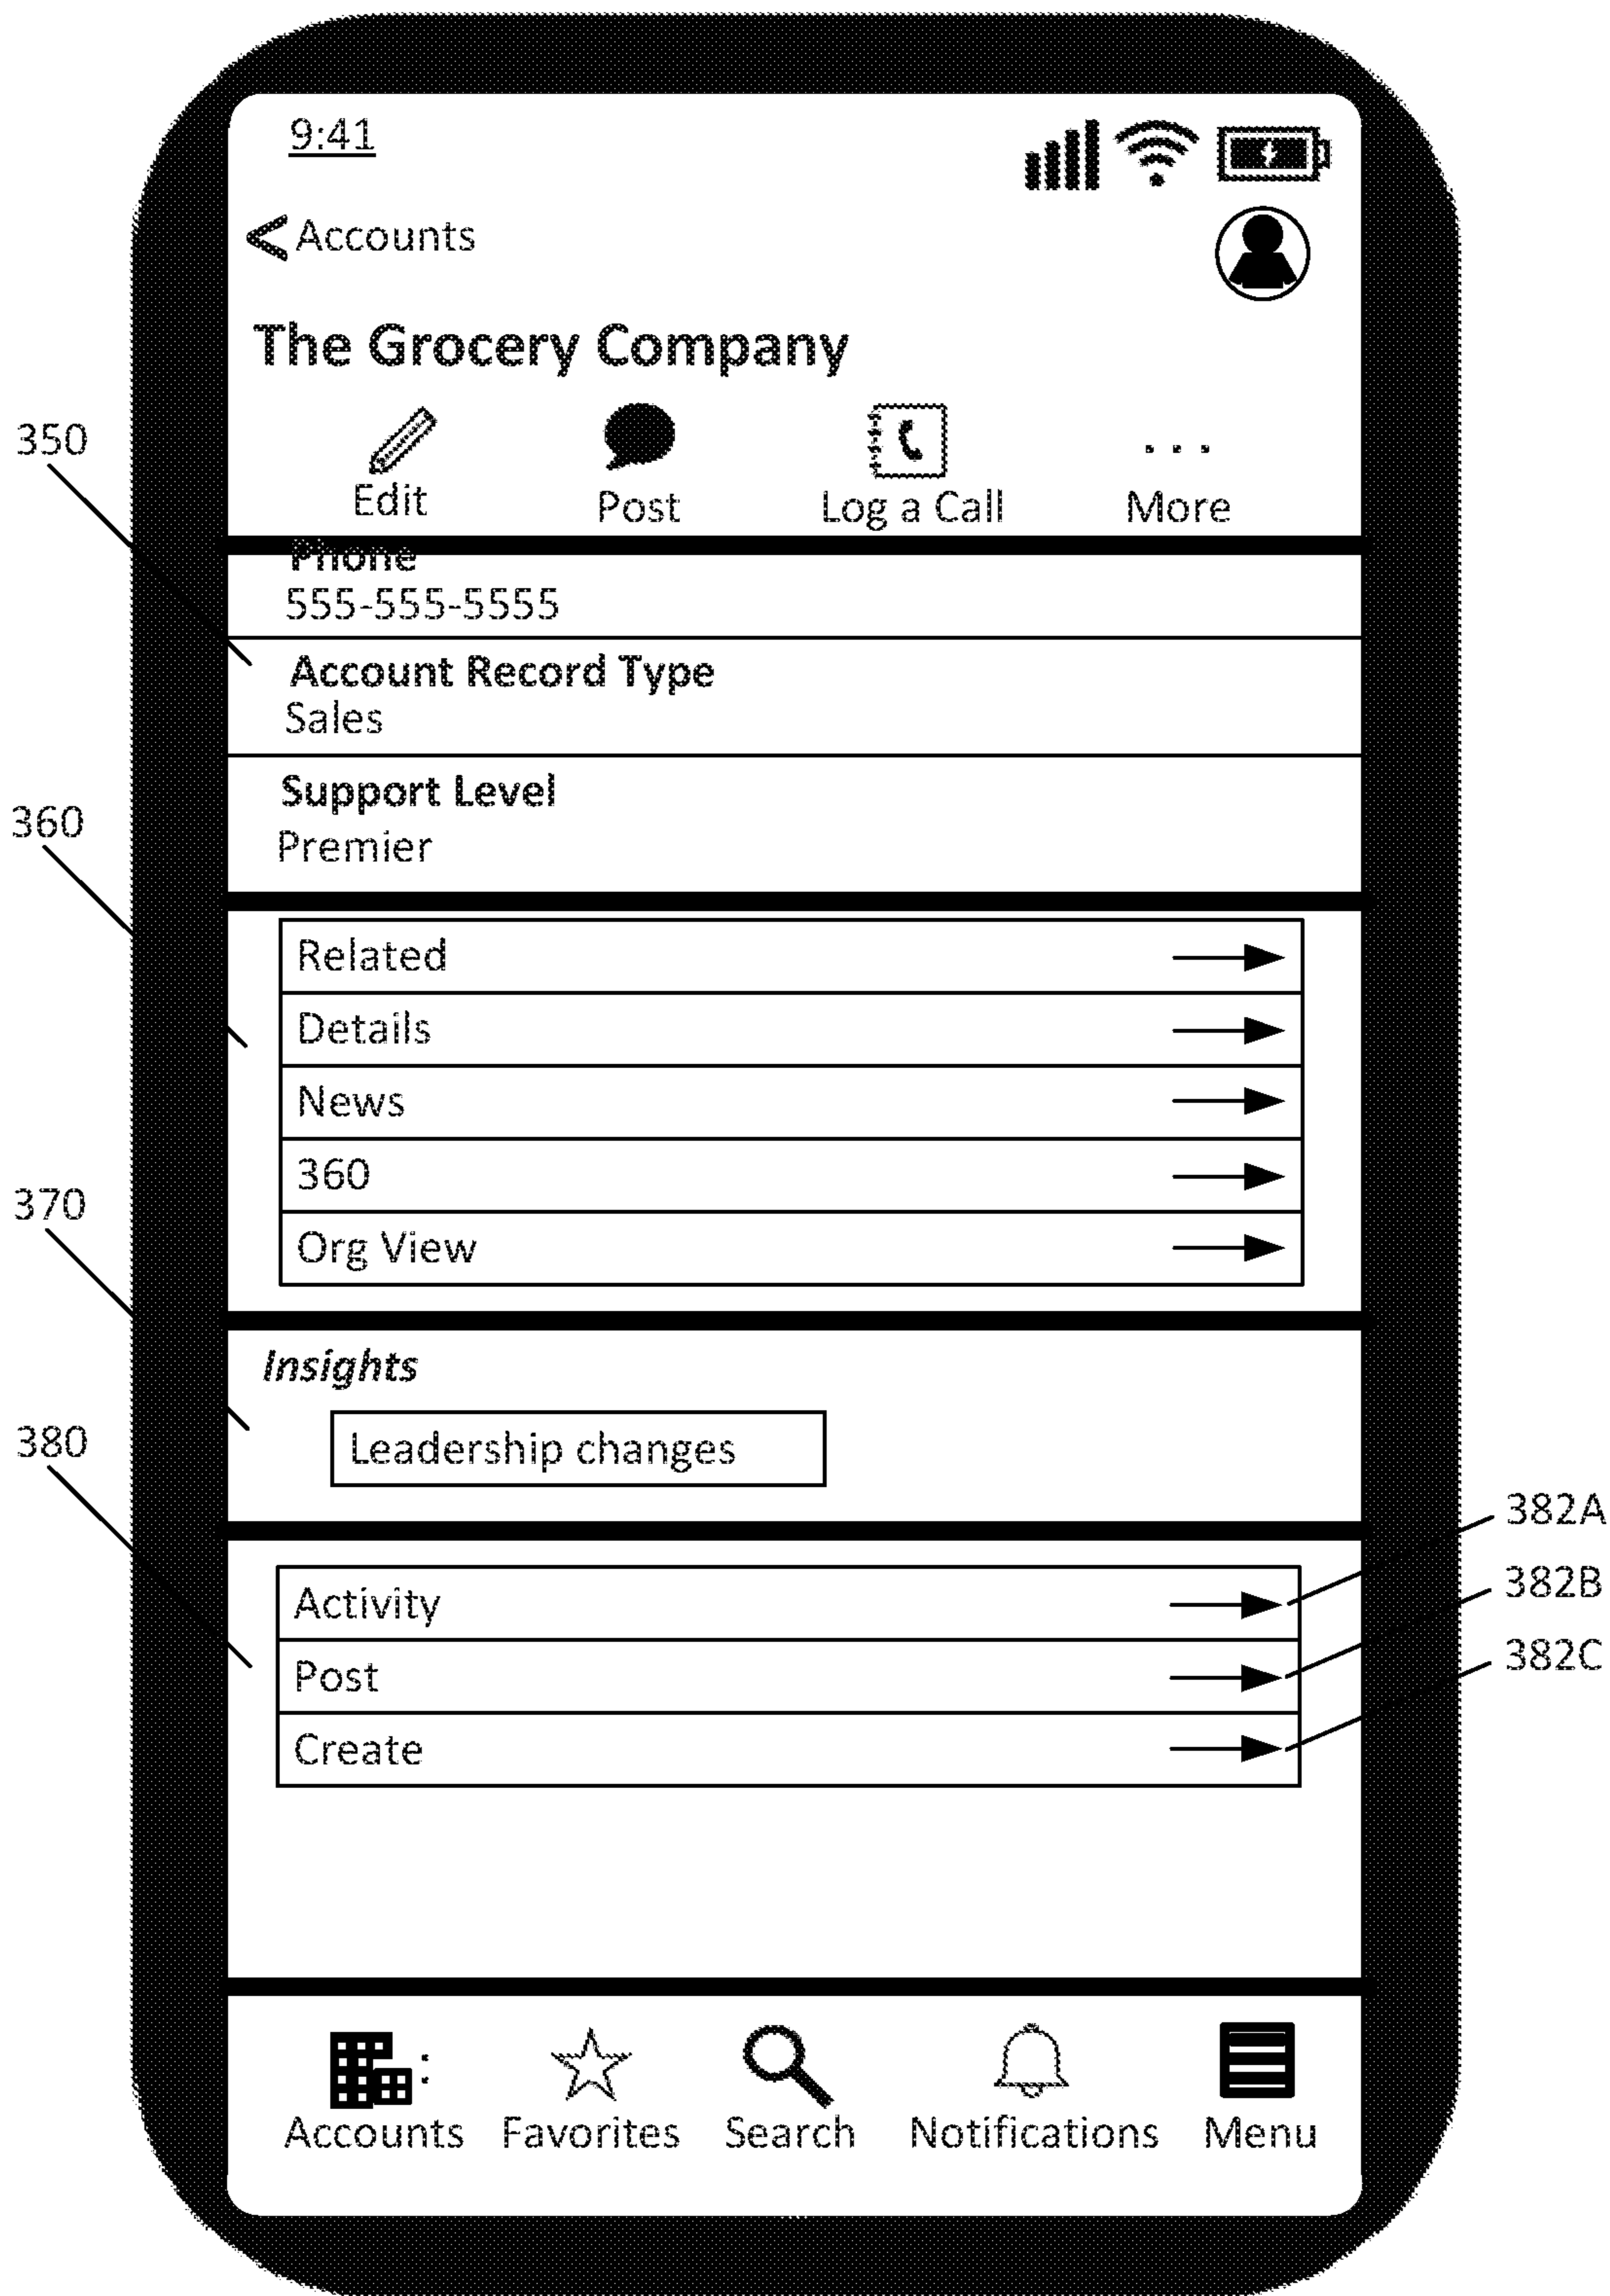 9:41
< Accounts
The Grocery Company
Edit Post Log a Call More
350
Phone
555-555-5555
Account Record Type
Sales
Support Level
Premier
360
Related
Details
News
360
Org View
370
Insights
Leadership changes
380
Activity 382A
Post 382B
Create 382C
Accounts Favorites Search Notifications Menu